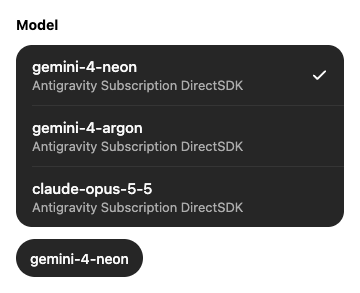 Model
gemini-4-neon
Antigravity Subscription DirectSDK
gemini-4-argon
Antigravity Subscription DirectSDK
claude-opus-5-5
Antigravity Subscription DirectSDK
gemini-4-neon